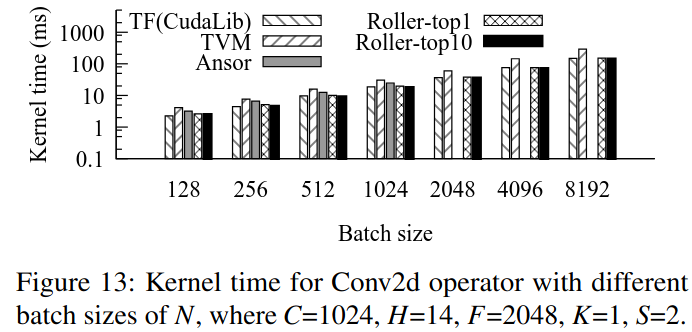 TF(CudaLib)
TVM
Ansor
Roller-top1
Roller-top10
Kernel time (ms)
1000
100
10
1
0.1
128 256 512 1024 2048 4096 8192
Batch size
Figure 13: Kernel time for Conv2d operator with different
batch sizes of N, where C=1024, H=14, F=2048, K=1, S=2.